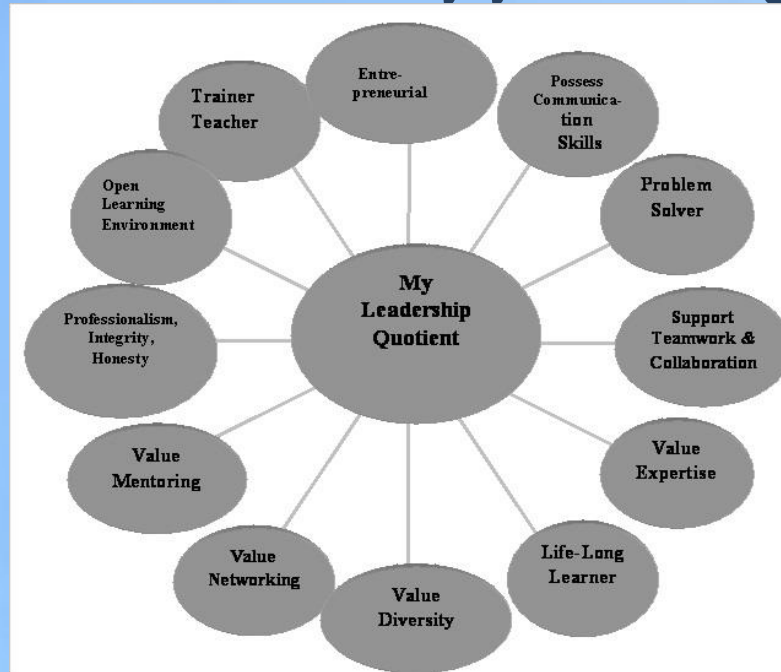 My
Leadership
Quotient
Entre-
preneurial
Possess
Communica-
tion
Skills
Problem
Solver
Support
Teamwork &
Collaboration
Value
Expertise
Life-Long
Learner
Value
Diversity
Value
Networking
Value
Mentoring
Professionalism,
Integrity,
Honesty
Open
Learning
Environment
Trainer
Teacher